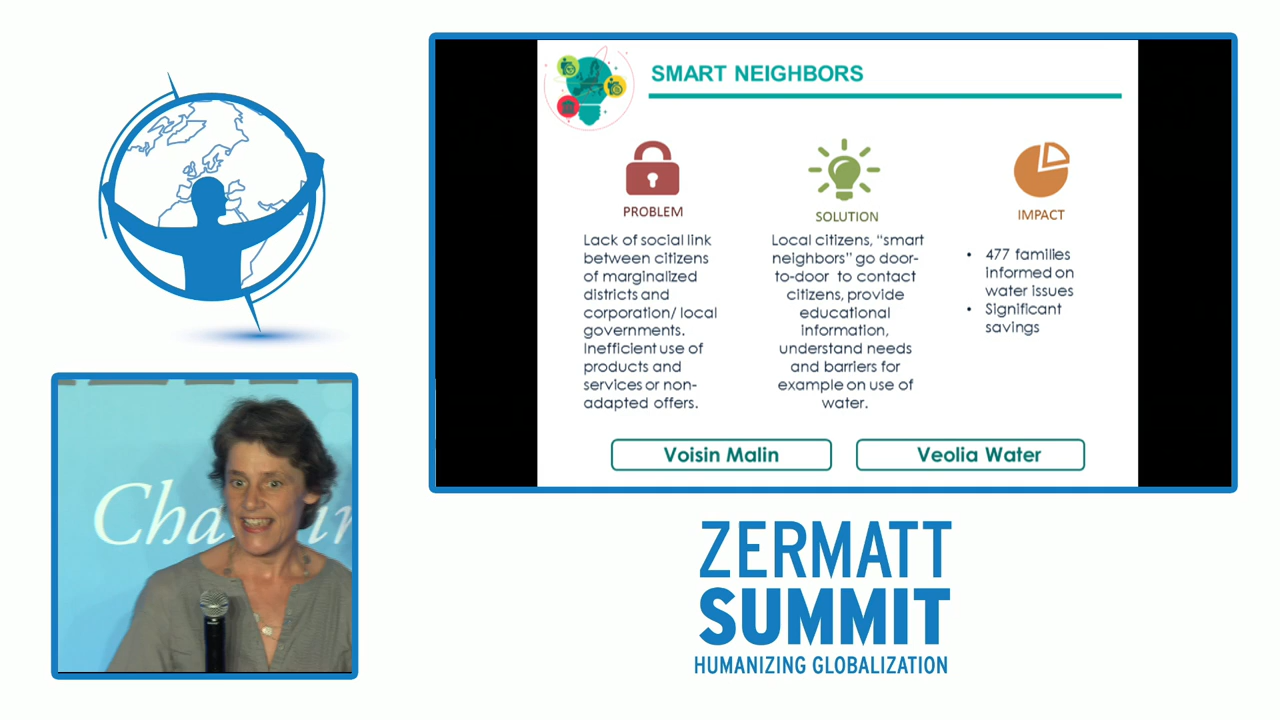 SMART NEIGHBORS
PROBLEM
Lack of social link
between citizens
of marginalized
districts and
corporation/ local
governments.
Inefficient use of
products and
services or non-
adapted offers.
SOLUTION
Local citizens, "smart
neighbors" go door-
to-door to contact
citizens, provide
educational
information,
understand needs
and barriers for
example on use of
water.
IMPACT
• 477 families
informed on
water issues
• Significant
savings
Voisin Malin
Veolia Water
ZERMATT
SUMMIT
HUMANIZING GLOBALIZATION